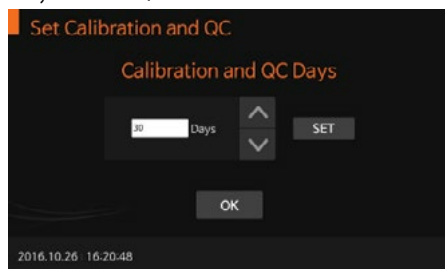 Set Calibration and QC
Calibration and QC Days
30 Days
SET
OK
2016.10.26 16:20:48